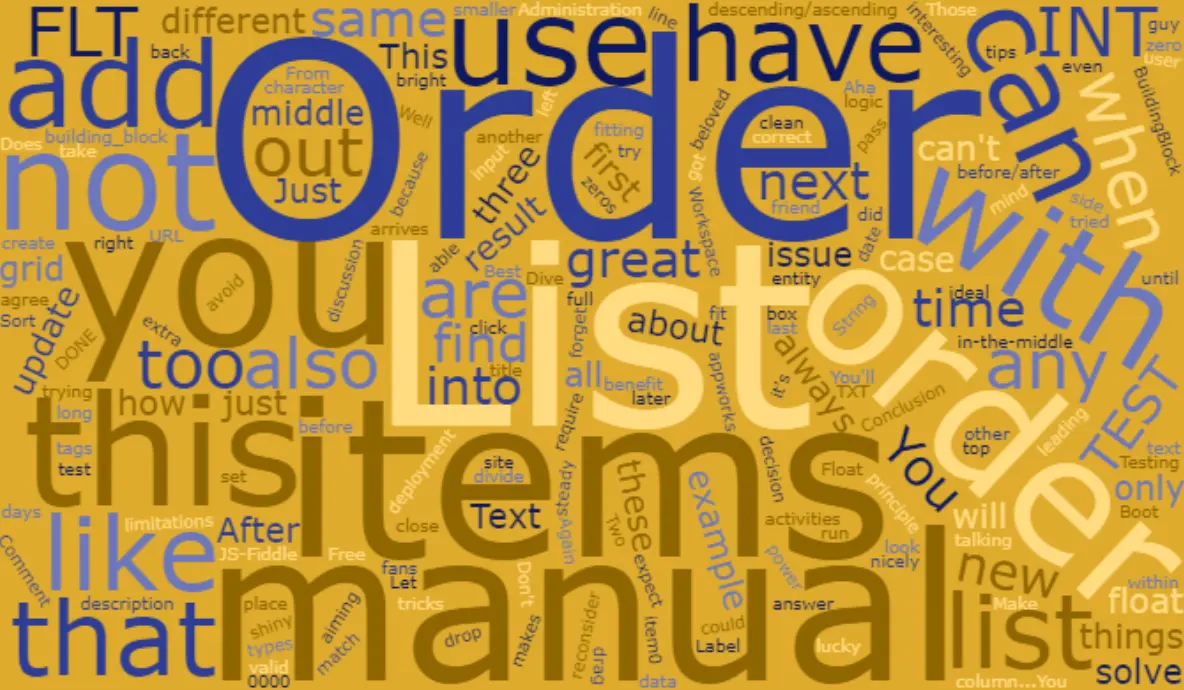 FLT
different
same
smaller
Administration
line
descending/ascending
Those
interesting
can
tips
INT
guy
zero
user
even
back
This
bright
use
have
add
Order
From
character
middle
out
Just
Well
another
left
Input
three
fitting
try
first
zeros
beloved
got
clean
correct
Aha
logic
pass
next
friend
can't
before/after
when
BuildingBlock
Does
building_block
take
not
because
result
Workspace
did
date
with
mind
side
tried
create
right
URL
arrives
able
grid
agree
Sort
update
you
avoid
discussion
are
Best
Dive
great
issue
entity
case
until
List
full
forget
about
fit
box
last
String
order
time
ideal
in-the-middle
DONE
extra
too
also
find
click
title
into
all
benefit
later
appworks
it's
always
You'll
TXT
Conclusion
any
TEST
trying
long
tags
test
this
how
just
set
before
items
deployment
site
divide
require
steady
again
these
Two
example
decision
Float
principle
You
other
top
leading
text
Testing
only
Boot
days
like
limitations
After
close
Text
activities
run
power
look
nicely
will
talking
new
within
float
Comment
JS-Fiddle
Free
fans
Let
Don't
expect
description
that
place
shiny
types
valid
0000
aiming
match
manual
tricks
drop
makes
reconsider
drag
item0
data
could
Label
answer
lucky
list
Make
things
solve
column...You